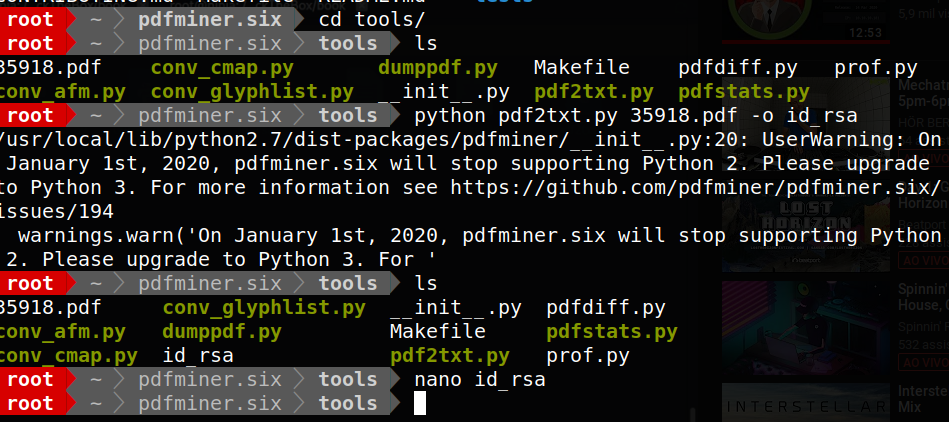 CONTRIBUTING.md Makefile README.md tests
root ~ pdfminer.six cd tools/
root ~ pdfminer.six tools ls
35918.pdf conv_cmap.py dumppdf.py Makefile pdfdiff.py prof.py
conv_afm.py conv_glyphlist.py __init__.py pdf2txt.py pdfstats.py
root ~ pdfminer.six tools python pdf2txt.py 35918.pdf -o id_rsa
/usr/local/lib/python2.7/dist-packages/pdfminer/__init__.py:20: UserWarning: On
January 1st, 2020, pdfminer.six will stop supporting Python 2. Please upgrade
to Python 3. For more information see https://github.com/pdfminer/pdfminer.six/
issues/194
warnings.warn('On January 1st, 2020, pdfminer.six will stop supporting Python
2. Please upgrade to Python 3. For '
root ~ pdfminer.six tools ls
35918.pdf conv_glyphlist.py __init__.py pdfdiff.py
conv_afm.py dumppdf.py Makefile pdfstats.py
conv_cmap.py id_rsa pdf2txt.py prof.py
root ~ pdfminer.six tools nano id_rsa
root ~ pdfminer.six tools
5,9 mil
12:53
Mechat
5pm-6p
HÖR BER
LOST HORIZON
Horizon
AO VIVO
Spinnin'
House,
Spinnin'
532 assis
AO VIVO
INTERSTELLAR
Interste
Mix